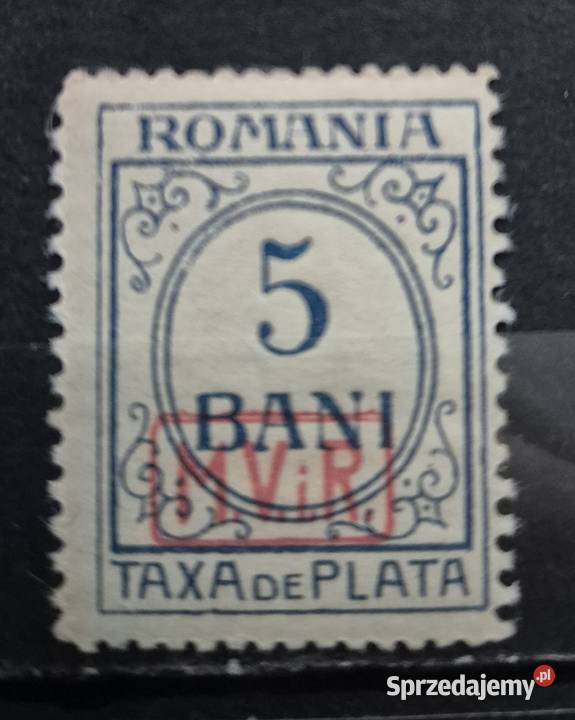 ROMANIA
5
BANI
M.V.i.R.
TAXA DE PLATA
Sprzedajemy.pl